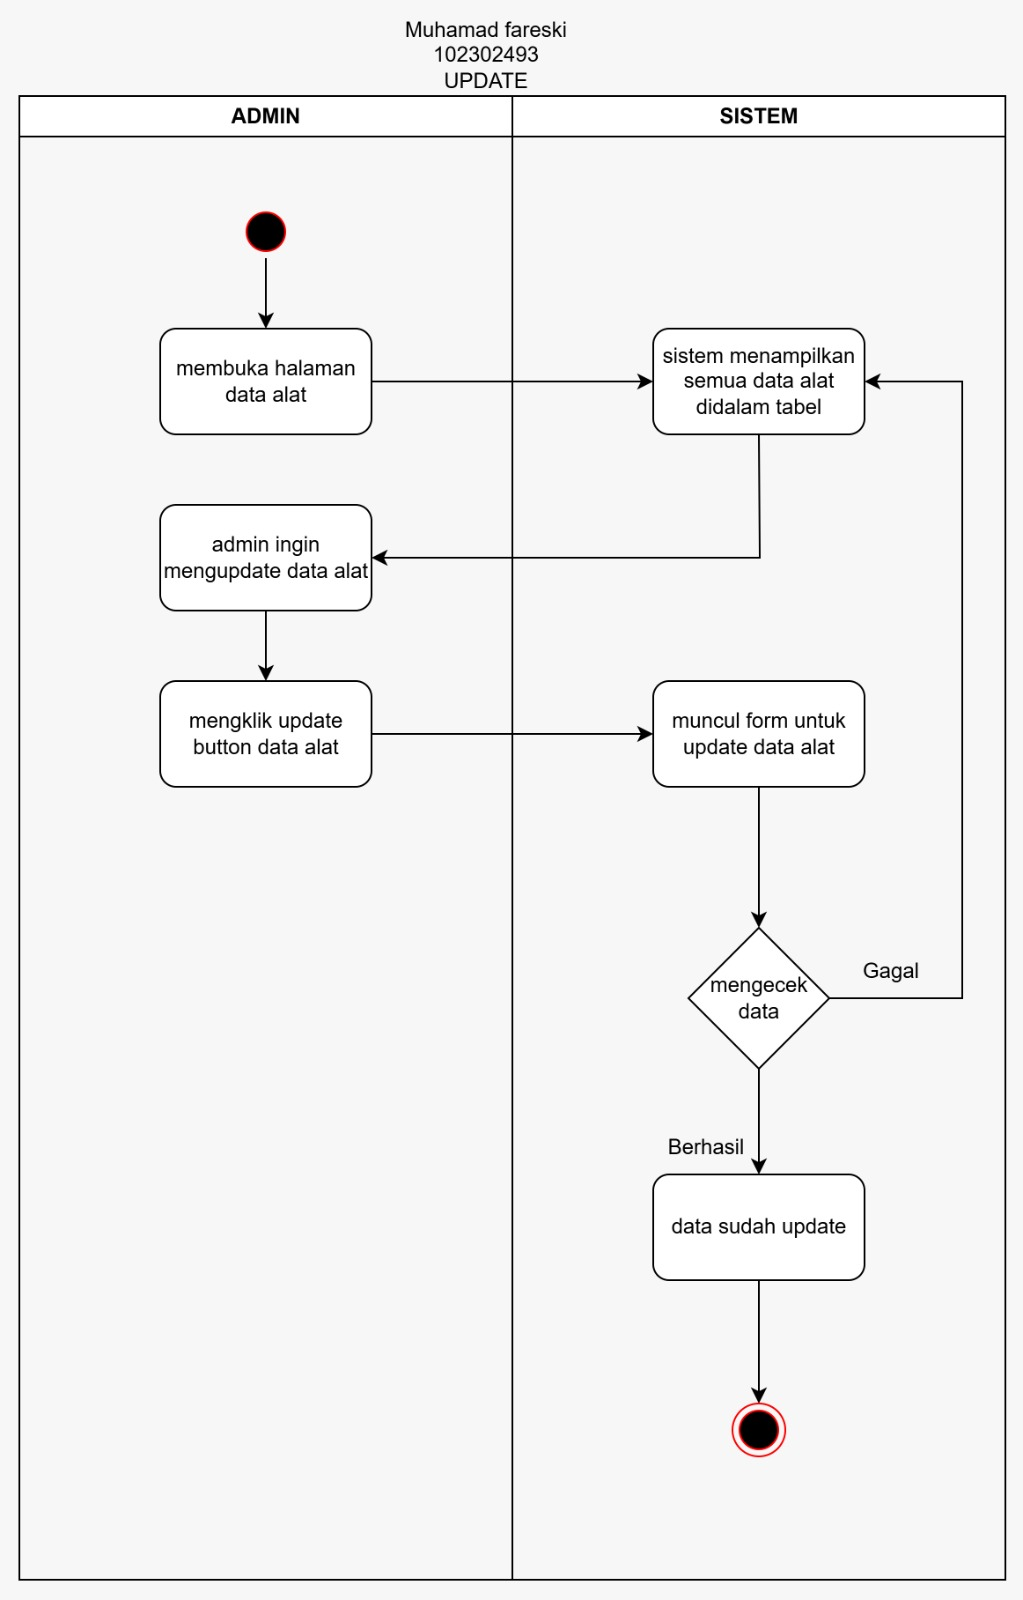 Muhamad fareski
102302493
UPDATE
ADMIN
SISTEM
membuka halaman
data alat
sistem menampilkan
semua data alat
didalam tabel
admin ingin
mengupdate data alat
mengklik update
button data alat
muncul form untuk
update data alat
mengecek
data
Gagal
Berhasil
data sudah update